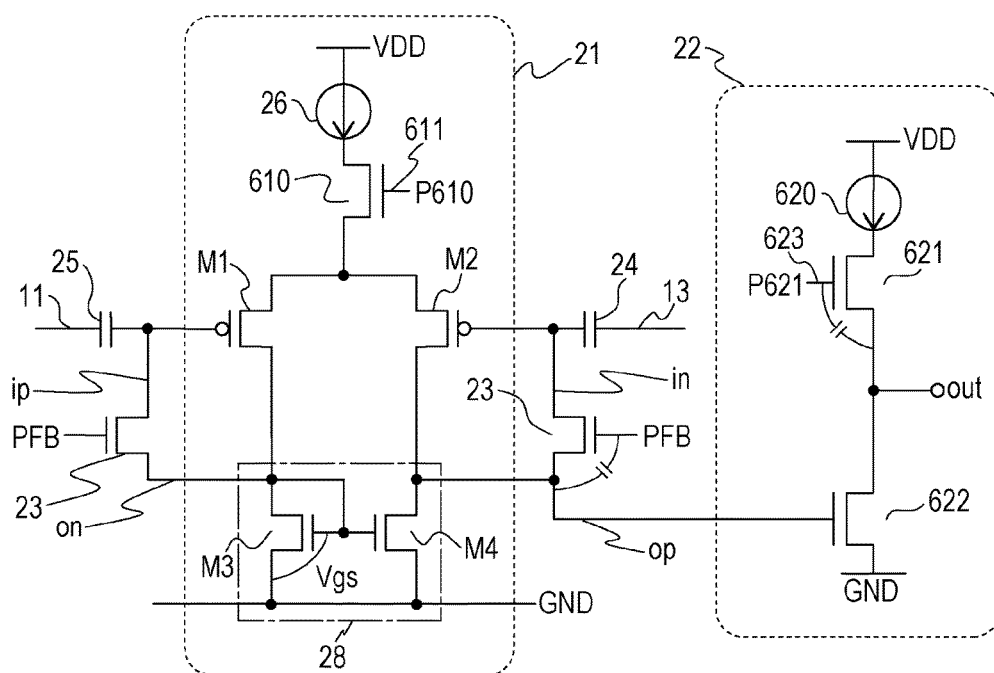 VDD
21
22
26
611
VDD
610
P610
620
M1
M2
623
621
25
24
P621
11
13
ip
in
out
23
PFB
PFB
23
on
622
M3
M4
op
Vgs
GND
GND
28